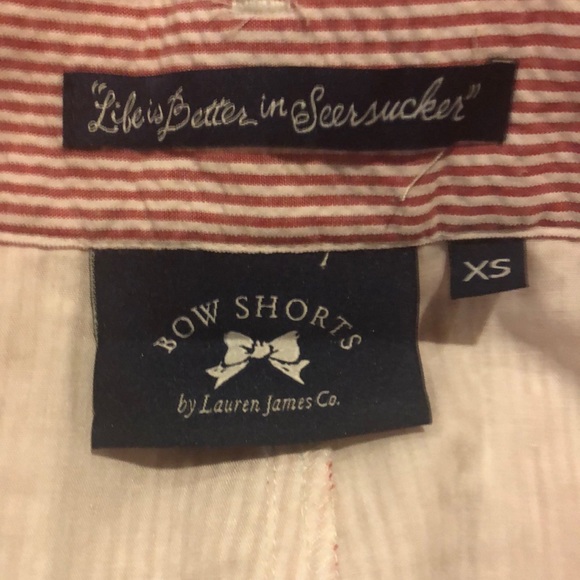 "Life is Better in Seersucker"
XS
BOW SHORTS
by Lauren James Co.